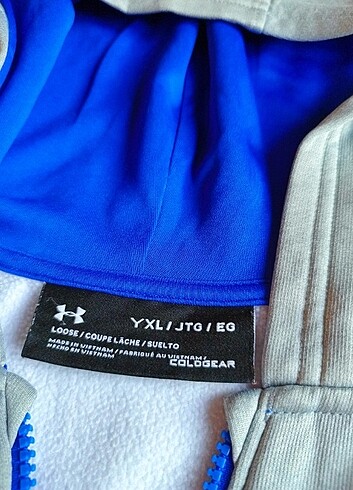 YXL / JTG / EG
LOOSE / COUPE LÂCHE / SUELTO
MADE IN VIETNAM / FABRIQUÉ AU VIETNAM /
HECHO EN VIETNAM
COLDGEAR